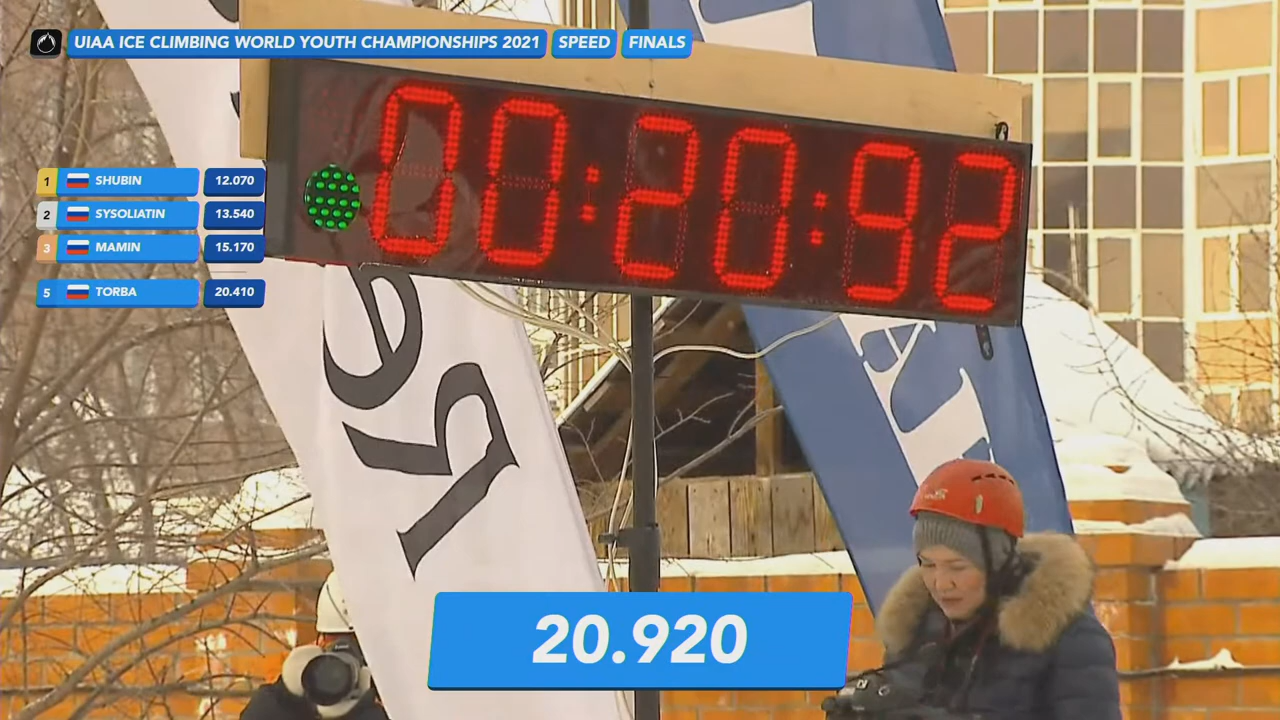 UIAA ICE CLIMBING WORLD YOUTH CHAMPIONSHIPS 2021 SPEED FINALS
00:20:92
1 SHUBIN 12.070
2 SYSOLIATIN 13.540
3 MAMIN 15.170
5 TORBA 20.410
20.920